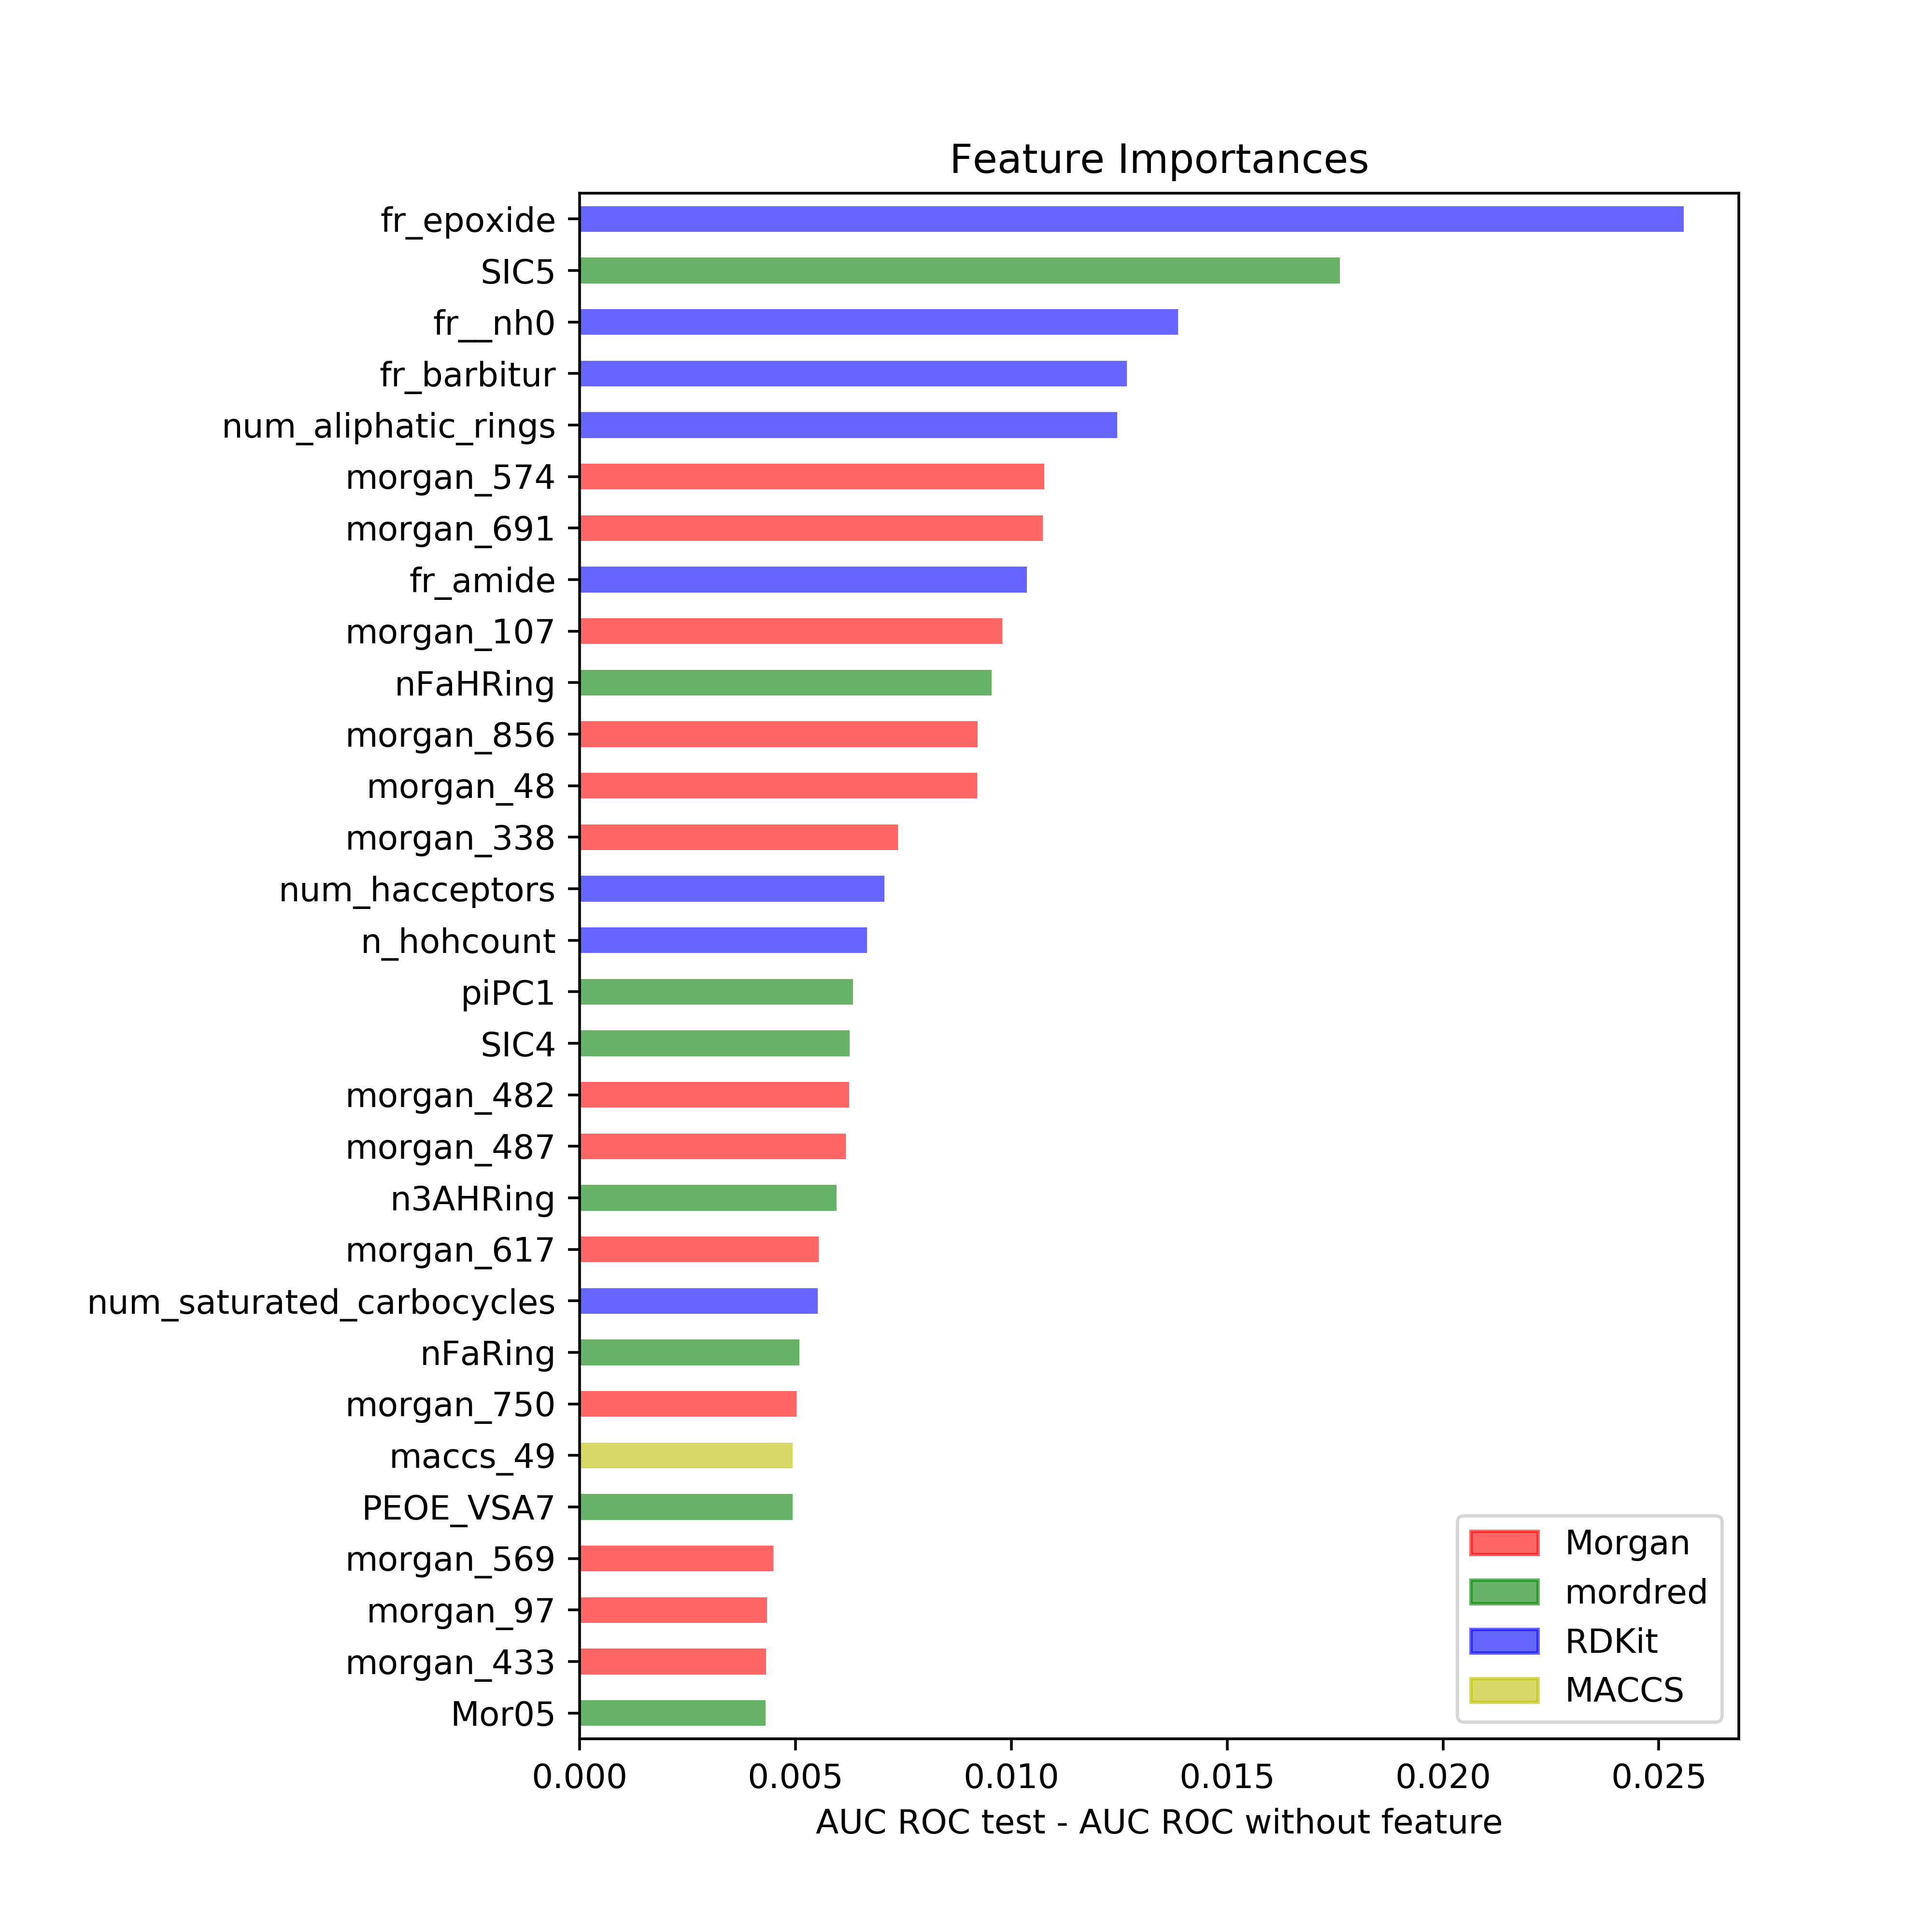 Feature Importances
fr_epoxide
SIC5
fr__nh0
fr_barbitur
num_aliphatic_rings
morgan_574
morgan_691
fr_amide
morgan_107
nFaHRing
morgan_856
morgan_48
morgan_338
num_hacceptors
n_hohcount
piPC1
SIC4
morgan_482
morgan_487
n3AHRing
morgan_617
num_saturated_carbocycles
nFaRing
morgan_750
maccs_49
PEOE_VSA7
morgan_569
morgan_97
morgan_433
Mor05
Morgan
mordred
RDKit
MACCS
0.000 0.005 0.010 0.015 0.020 0.025
AUC ROC test - AUC ROC without feature